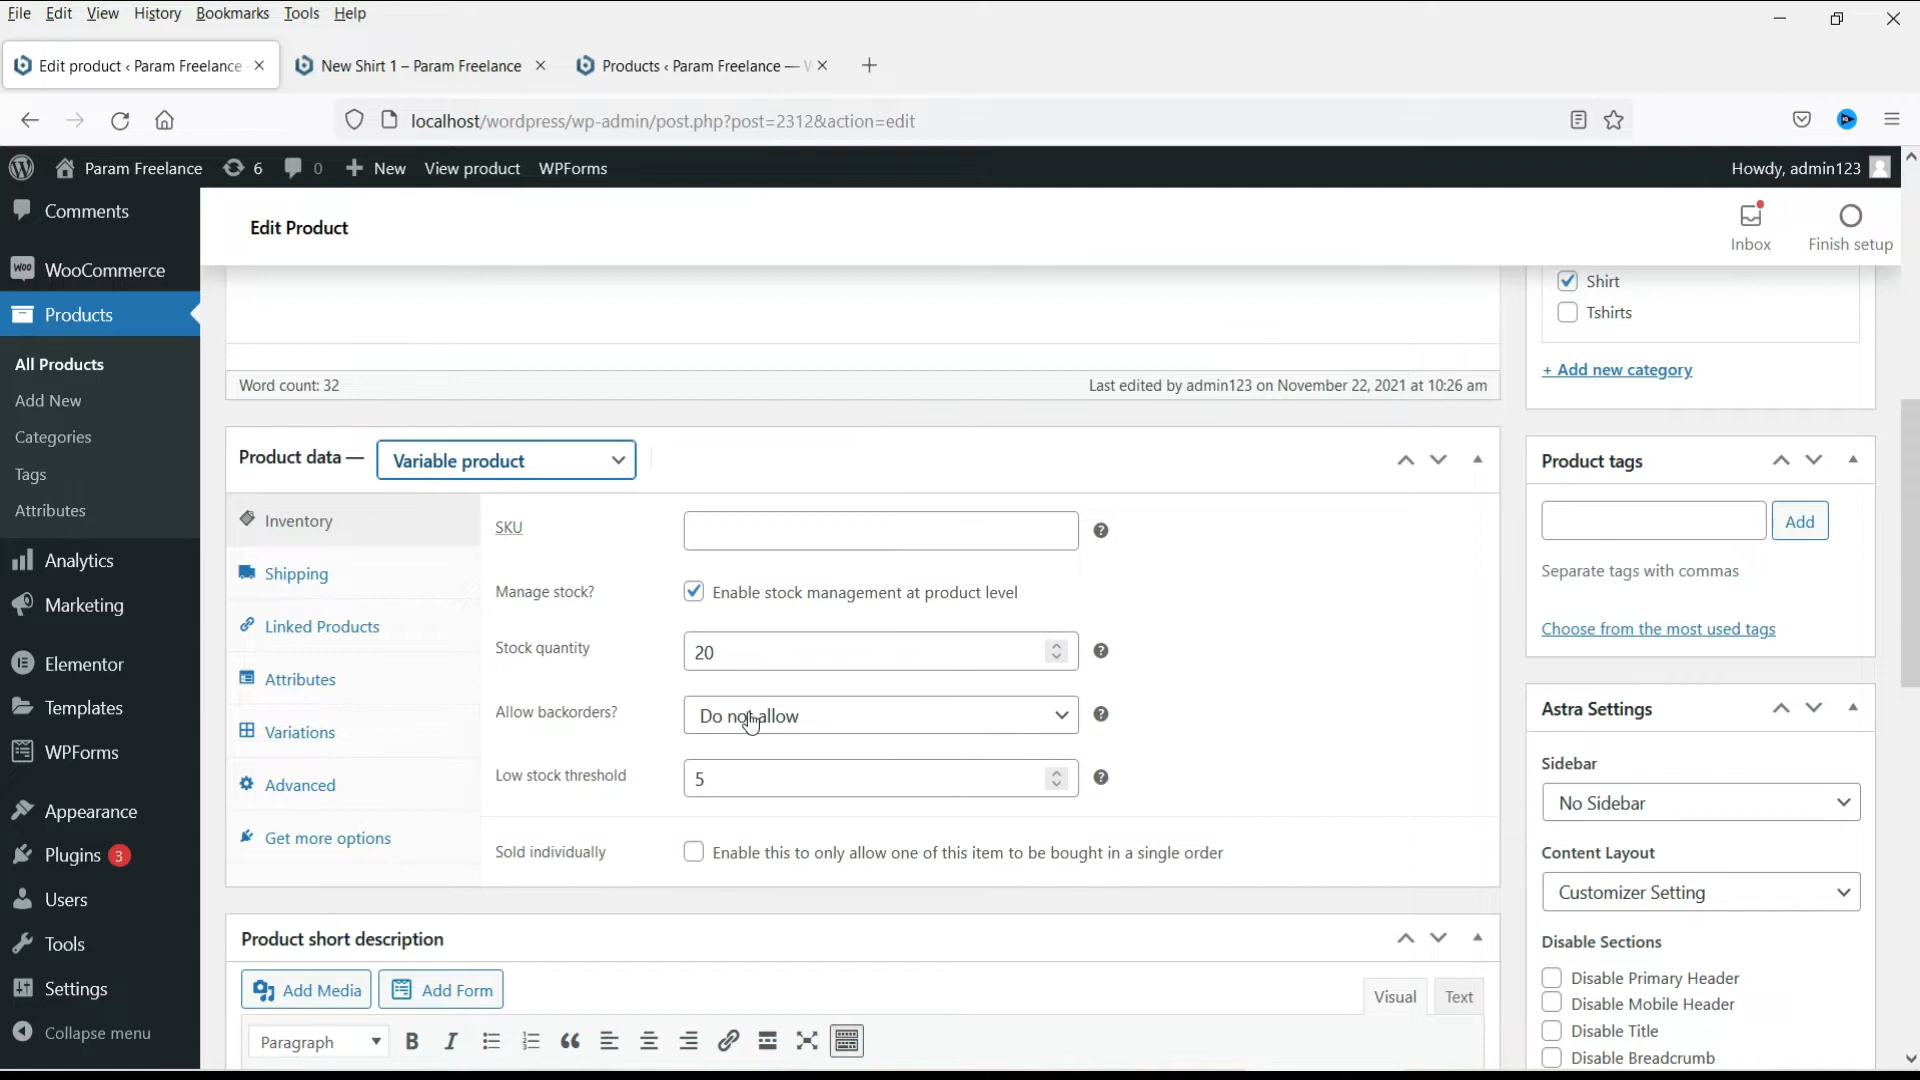 File Edit View History Bookmarks Tools Help
Edit product ‹ Param Freelance
New Shirt 1 – Param Freelance
Products ‹ Param Freelance —
localhost/wordpress/wp-admin/post.php?post=2312&action=edit
Param Freelance 6 0 New View product WPForms Howdy, admin123
Comments
WooCommerce
Products
All Products
Add New
Categories
Tags
Attributes
Analytics
Marketing
Elementor
Templates
WPForms
Appearance
Plugins 3
Users
Tools
Settings
Collapse menu
Edit Product
Inbox
Finish setup
Word count: 32
Last edited by admin123 on November 22, 2021 at 10:26 am
Product data — Variable product
Inventory
Shipping
Linked Products
Attributes
Variations
Advanced
Get more options
SKU
Manage stock? Enable stock management at product level
Stock quantity 20
Allow backorders? Do not allow
Low stock threshold 5
Sold individually Enable this to only allow one of this item to be bought in a single order
Product short description
Add Media Add Form
Visual Text
Paragraph
Shirt
Tshirts
+ Add new category
Product tags
Add
Separate tags with commas
Choose from the most used tags
Astra Settings
Sidebar
No Sidebar
Content Layout
Customizer Setting
Disable Sections
Disable Primary Header
Disable Mobile Header
Disable Title
Disable Breadcrumb